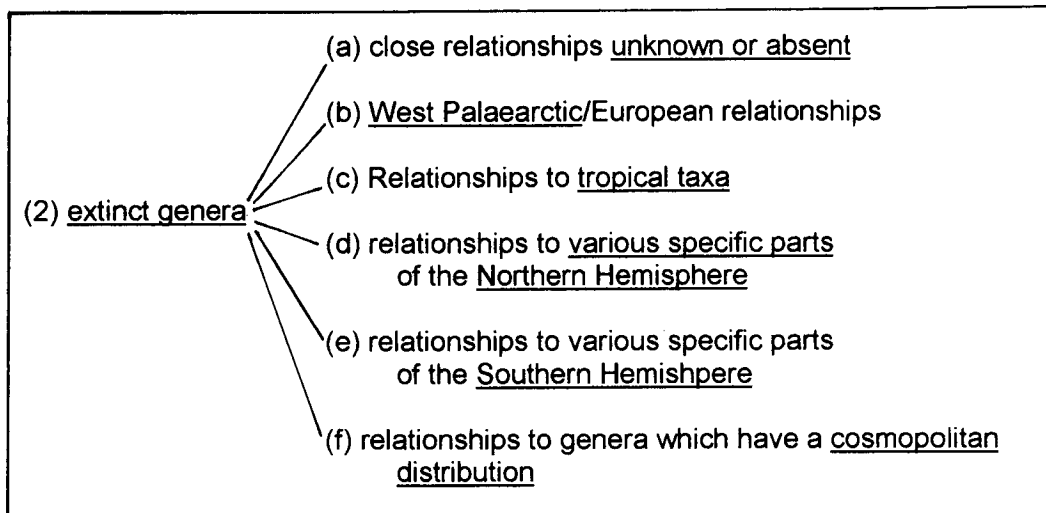 (a) close relationships unknown or absent
(b) West Palaearctic/European relationships
(c) Relationships to tropical taxa
(2) extinct genera
(d) relationships to various specific parts
of the Northern Hemisphere
(e) relationships to various specific parts
of the Southern Hemishpere
(f) relationships to genera which have a cosmopolitan
distribution